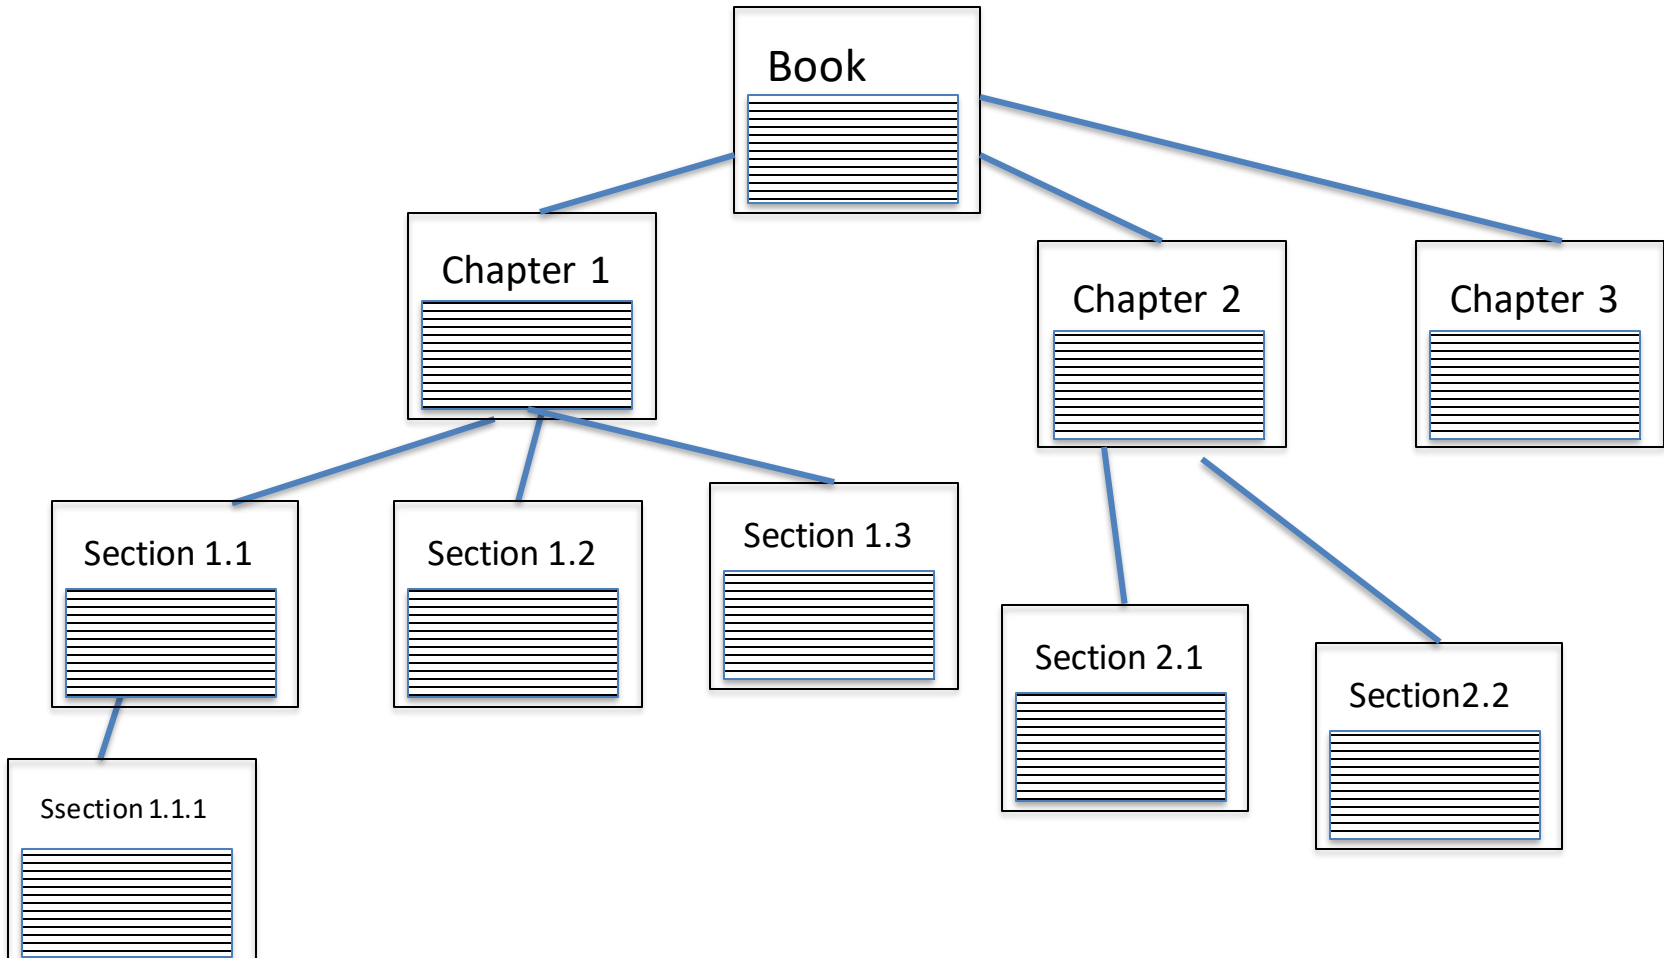 Book
Chapter 1
Chapter 2
Chapter 3
Section 1.1
Section 1.2
Section 1.3
Section 2.1
Section2.2
Ssection 1.1.1